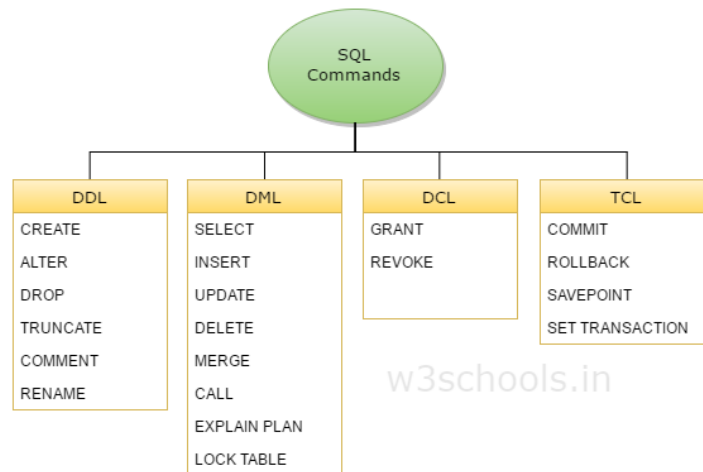 SQL
Commands
DDL
CREATE
ALTER
DROP
TRUNCATE
COMMENT
RENAME
DML
SELECT
INSERT
UPDATE
DELETE
MERGE
CALL
EXPLAIN PLAN
LOCK TABLE
DCL
GRANT
REVOKE
TCL
COMMIT
ROLLBACK
SAVEPOINT
SET TRANSACTION
w3schools.in